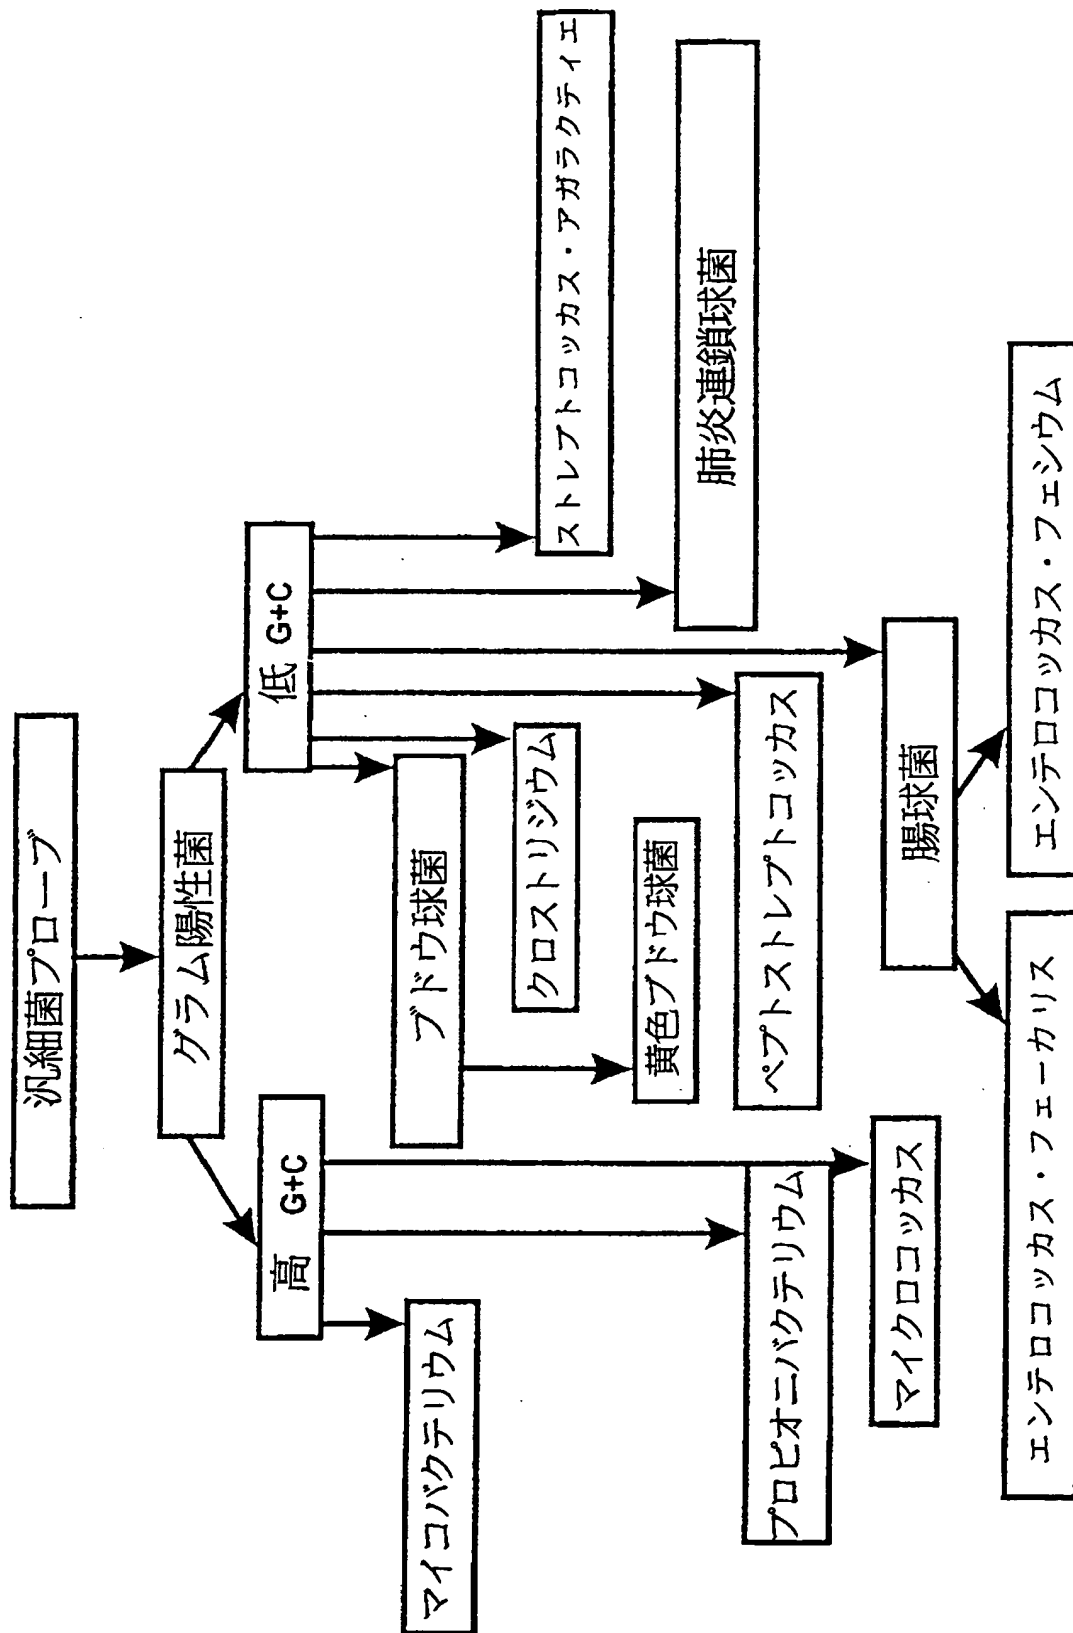 汎細菌プローブ
グラム陽性菌
高 G+C
低 G+C
マイコバクテリウム
ブドウ球菌
クロストリジウム
ストレプトコッカス・アガラクティエ
黄色ブドウ球菌
肺炎連鎖球菌
プロピオニバクテリウム
ペプトストレプトコッカス
マイクロコッカス
腸球菌
エンテロコッカス・フェーカリス
エンテロコッカス・フェシウム